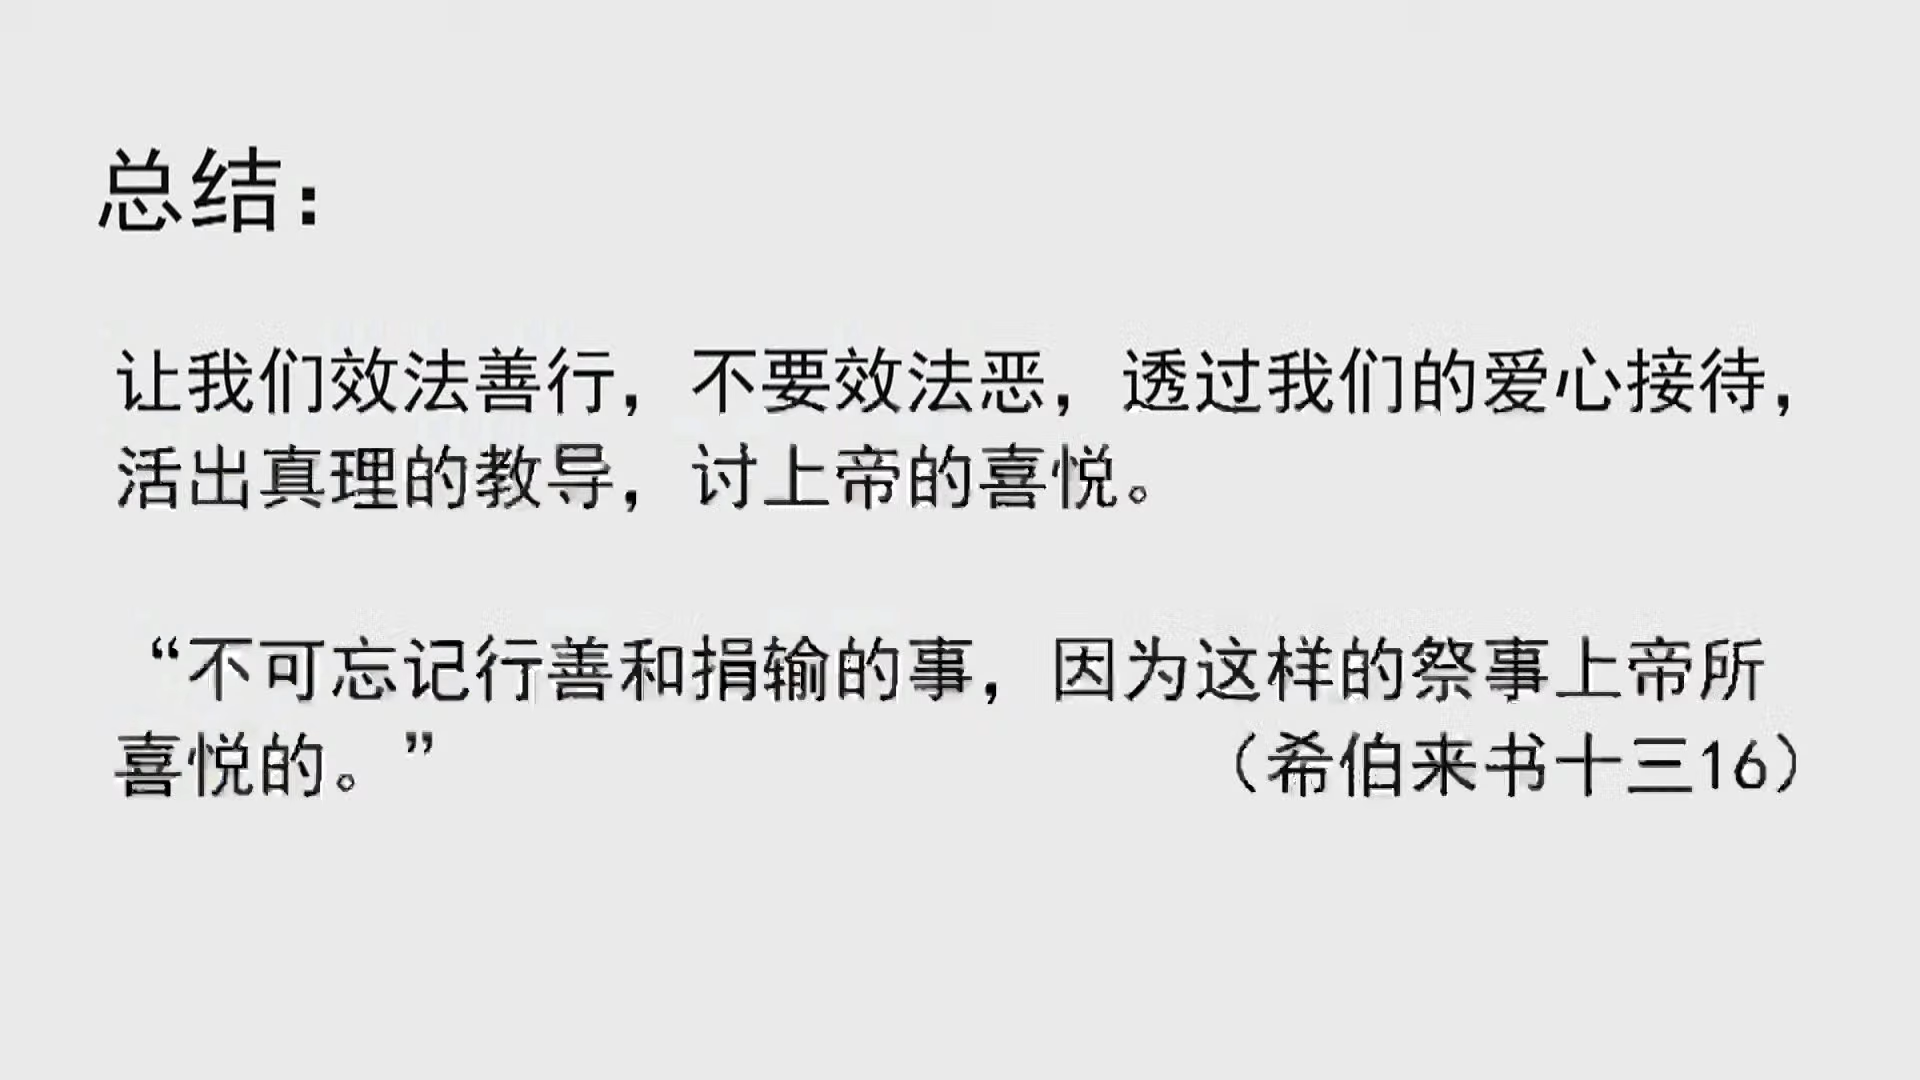 总结：
让我们效法善行，不要效法恶，透过我们的爱心接待，
活出真理的教导，讨上帝的喜悦。
“不可忘记行善和捐输的事，因为这样的祭事上帝所
喜悦的。” （希伯来书十三16）